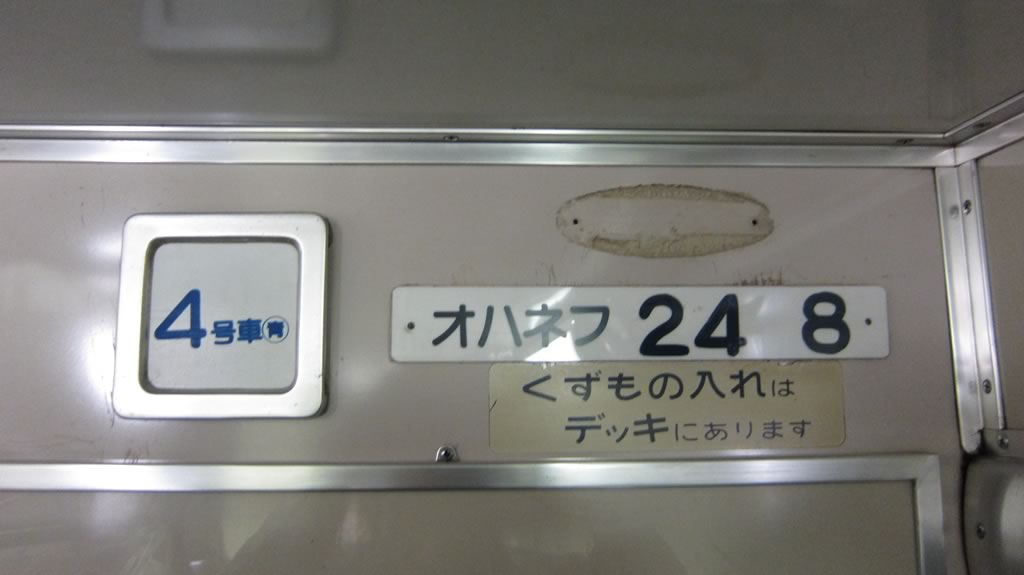 4号車㊒青
オハネフ 24 8
くずもの入れは
デッキにあります